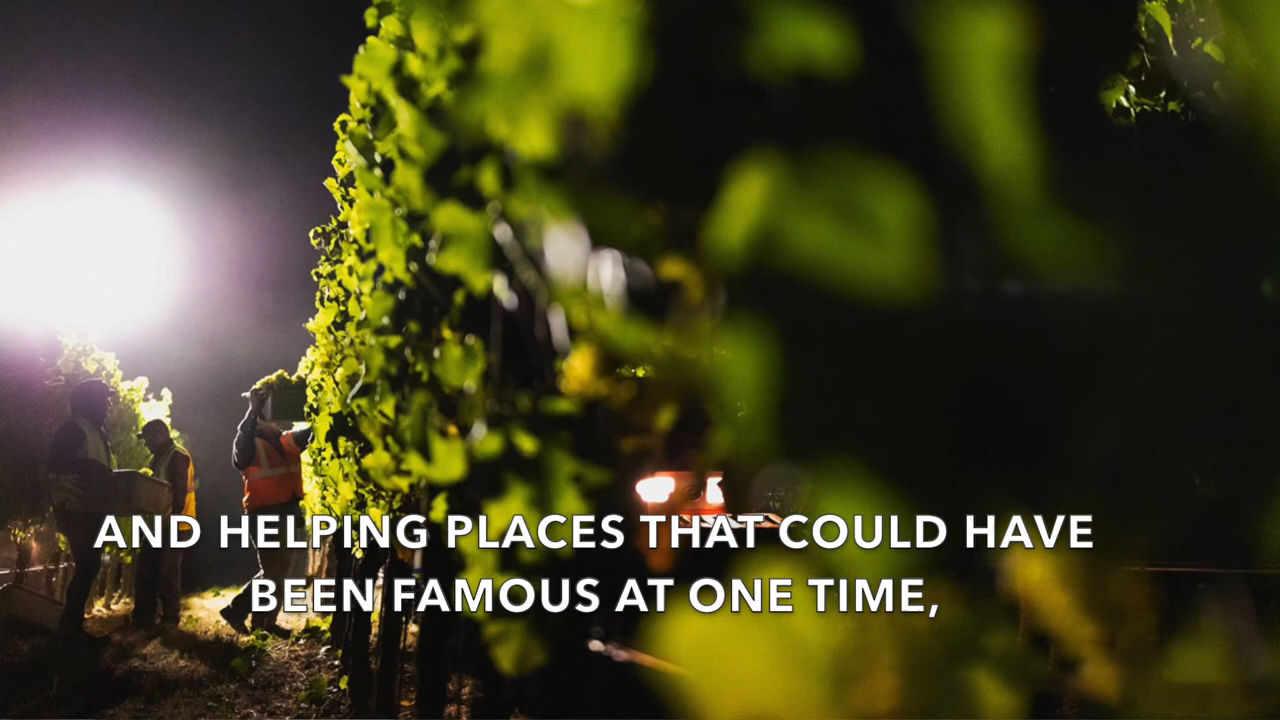 AND HELPING PLACES THAT COULD HAVE
BEEN FAMOUS AT ONE TIME,